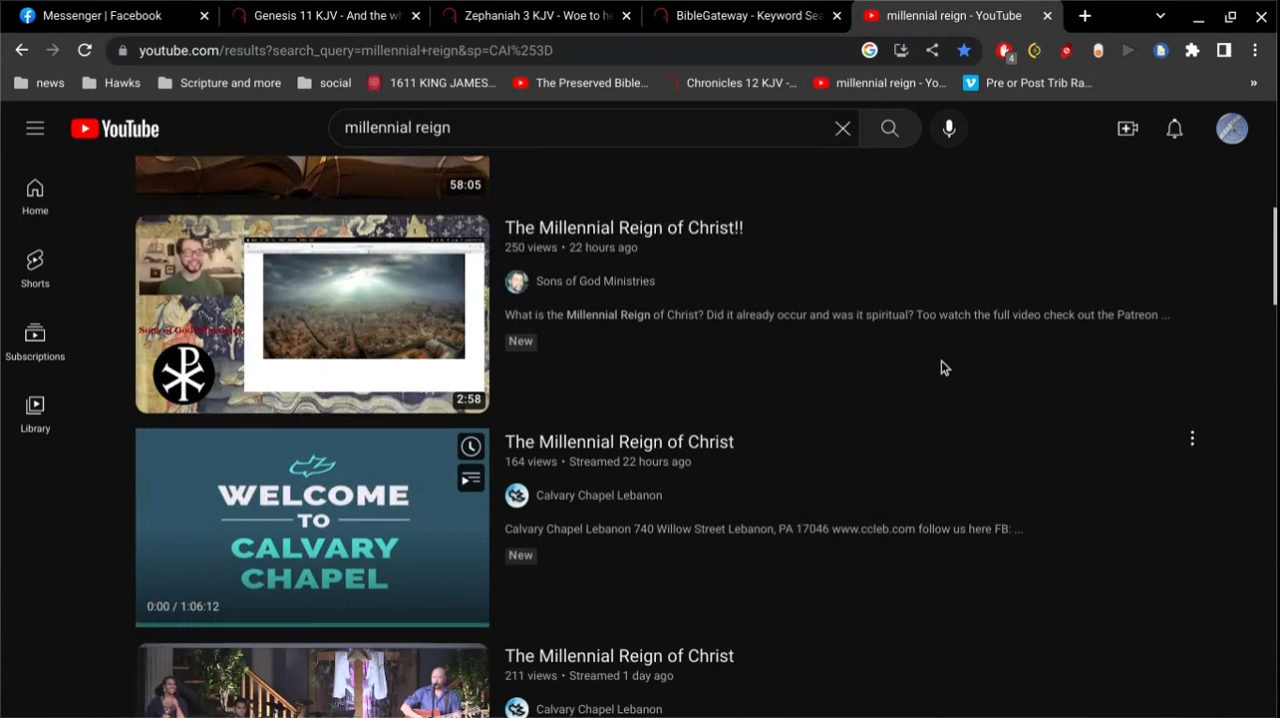 Messenger | Facebook
Genesis 11 KJV - And the wh
Zephaniah 3 KJV - Woe to he
BibleGateway - Keyword Sea
millennial reign - YouTube
youtube.com/results?search_query=millennial+reign&sp=CAI%253D
4
news
Hawks
Scripture and more
social
1611 KING JAMES...
The Preserved Bible...
Chronicles 12 KJV -...
millennial reign - Yo...
Pre or Post Trib Ra...
»
YouTube
millennial reign
Home
Shorts
Subscriptions
Library
58:05
Sons of God Ministries
2:58
The Millennial Reign of Christ!!
250 views • 22 hours ago
Sons of God Ministries
What is the Millennial Reign of Christ? Did it already occur and was it spiritual? Too watch the full video check out the Patreon ...
New
WELCOME
TO
CALVARY
CHAPEL
0:00 / 1:06:12
The Millennial Reign of Christ
164 views • Streamed 22 hours ago
Calvary Chapel Lebanon
Calvary Chapel Lebanon 740 Willow Street Lebanon, PA 17046 www.ccleb.com follow us here FB: ...
New
The Millennial Reign of Christ
211 views • Streamed 1 day ago
Calvary Chapel Lebanon